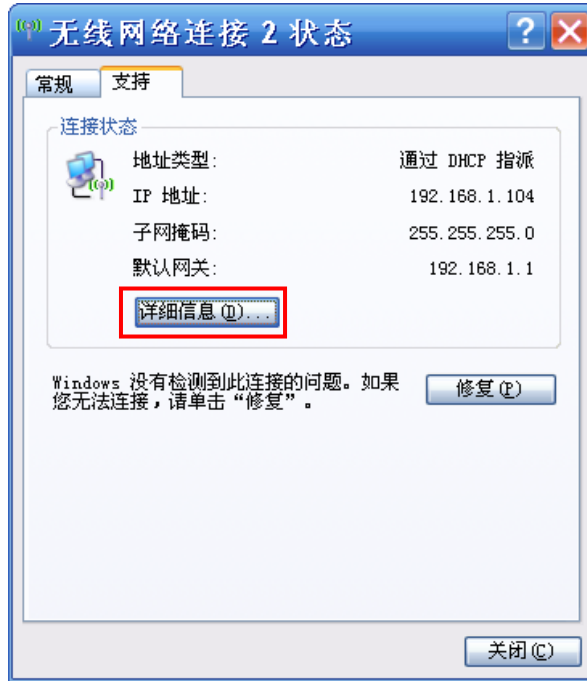 无线网络连接 2 状态
常规
支持
连接状态
地址类型:
通过 DHCP 指派
IP 地址:
192.168.1.104
子网掩码:
255.255.255.0
默认网关:
192.168.1.1
详细信息(D)...
Windows 没有检测到此连接的问题。如果
您无法连接，请单击“修复”。
修复(P)
关闭(C)